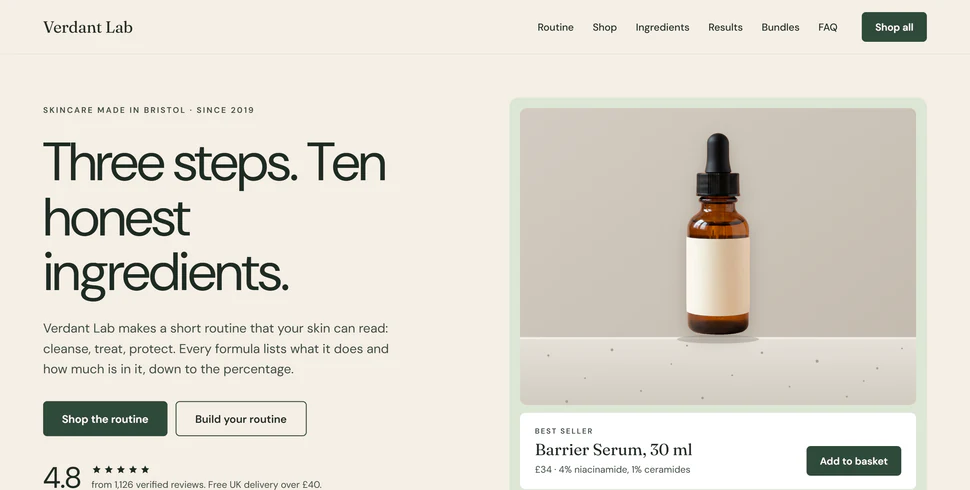 Verdant Lab
Routine Shop Ingredients Results Bundles FAQ Shop all
SKINCARE MADE IN BRISTOL · SINCE 2019
Three steps. Ten
honest
ingredients.
Verdant Lab makes a short routine that your skin can read:
cleanse, treat, protect. Every formula lists what it does and
how much is in it, down to the percentage.
Shop the routine Build your routine
4.8 ★★★★★
from 1,126 verified reviews. Free UK delivery over £40.
BEST SELLER
Barrier Serum, 30 ml
£34 · 4% niacinamide, 1% ceramides
Add to basket